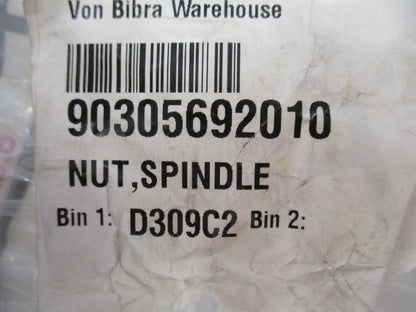 Von Bibra Warehouse
90305692010
NUT,SPINDLE
Bin 1: D309C2 Bin 2: